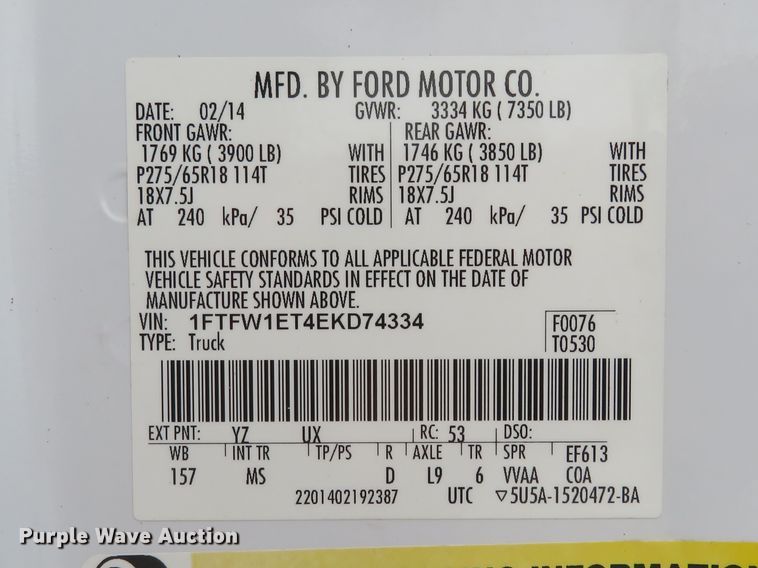 MFD. BY FORD MOTOR CO.
DATE: 02/14 GVWR: 3334 KG ( 7350 LB)
FRONT GAWR: REAR GAWR:
1769 KG ( 3900 LB) WITH 1746 KG ( 3850 LB) WITH
P275/65R18 114T TIRES P275/65R18 114T TIRES
18X7.5J RIMS 18X7.5J RIMS
AT 240 kPa/ 35 PSI COLD AT 240 kPa/ 35 PSI COLD
THIS VEHICLE CONFORMS TO ALL APPLICABLE FEDERAL MOTOR
VEHICLE SAFETY STANDARDS IN EFFECT ON THE DATE OF
MANUFACTURE SHOWN ABOVE.
VIN: 1FTFW1ET4EKD74334 F0076
TYPE: Truck T0530
EXT PNT: YZ UX RC: 53 DSO:
WB INT TR TP/PS R AXLE TR SPR EF613
157 MS D L9 6 VVAA COA
2201402192387 UTC ▽5U5A-1520472-BA
Purple Wave Auction